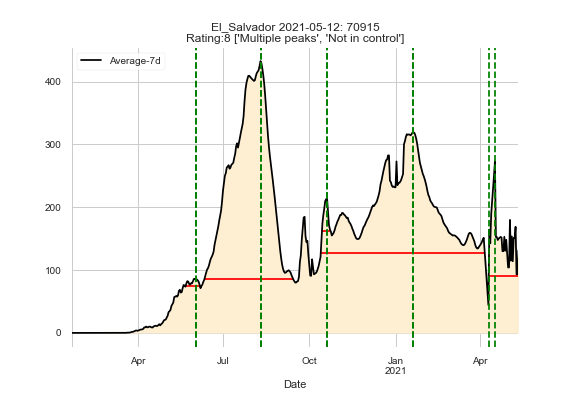 El_Salvador 2021-05-12: 70915
Rating:8 ['Multiple peaks', 'Not in control']
Average-7d
400
300
200
100
0
Apr
Jul
Oct
Jan
2021
Apr
Date